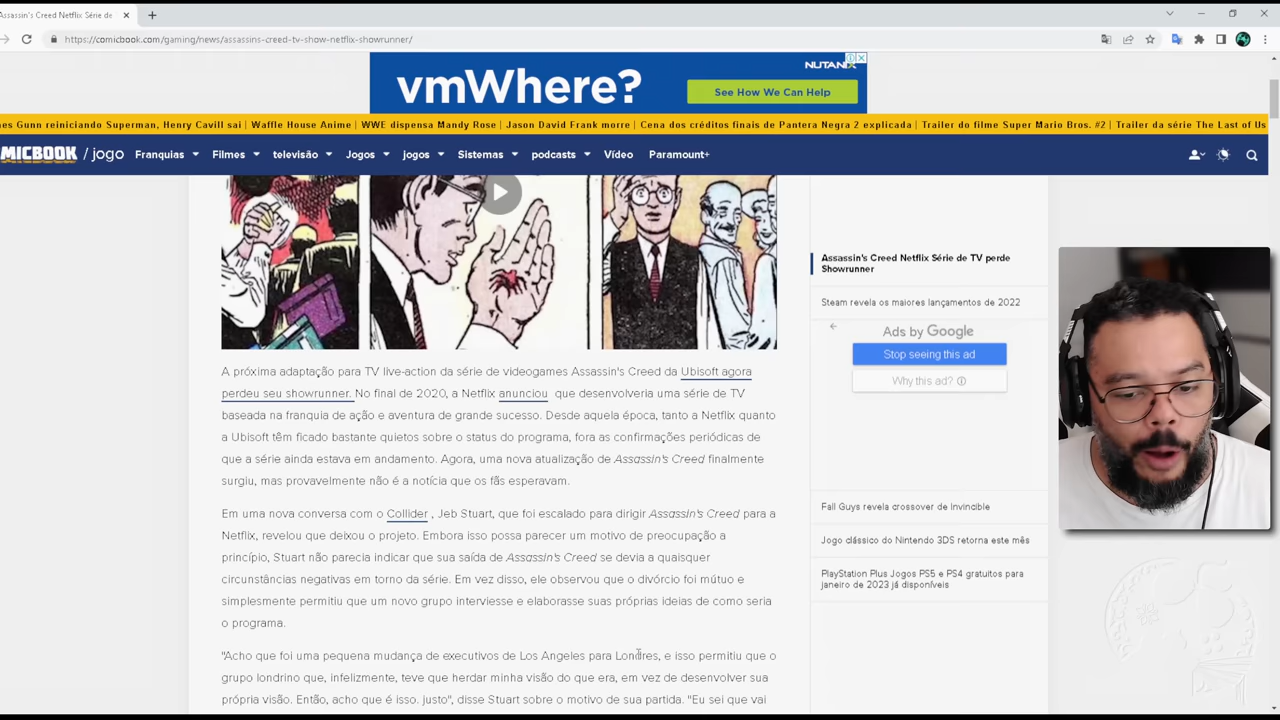 Assassin's Creed Netflix Série de
https://comicbook.com/gaming/news/assassins-creed-tv-show-netflix-showrunner/
NUTANIX
vmWhere?
See How We Can Help
James Gunn reiniciando Superman, Henry Cavill sai | Waffle House Anime | WWE dispensa Mandy Rose | Jason David Frank morre | Cena dos créditos finais de Pantera Negra 2 explicada | Trailer do filme Super Mario Bros. #2 | Trailer da série The Last of Us
MICBOOK / jogo Franquias Filmes televisão Jogos jogos Sistemas podcasts Vídeo Paramount+
Assassin's Creed Netflix Série de TV perde
Showrunner
Steam revela os maiores lançamentos de 2022
Ads by Google
Stop seeing this ad
Why this ad?
Fall Guys revela crossover de Invincible
Jogo clássico do Nintendo 3DS retorna este mês
PlayStation Plus Jogos PS5 e PS4 gratuitos para
janeiro de 2023 já disponíveis
A próxima adaptação para TV live-action da série de videogames Assassin's Creed da Ubisoft agora
perdeu seu showrunner. No final de 2020, a Netflix anunciou que desenvolveria uma série de TV
baseada na franquia de ação e aventura de grande sucesso. Desde aquela época, tanto a Netflix quanto
a Ubisoft têm ficado bastante quietos sobre o status do programa, fora as confirmações periódicas de
que a série ainda estava em andamento. Agora, uma nova atualização de Assassin's Creed finalmente
surgiu, mas provavelmente não é a notícia que os fãs esperavam.
Em uma nova conversa com o Collider , Jeb Stuart, que foi escalado para dirigir Assassin's Creed para a
Netflix, revelou que deixou o projeto. Embora isso possa parecer um motivo de preocupação a
princípio, Stuart não parecia indicar que sua saída de Assassin's Creed se devia a quaisquer
circunstâncias negativas em torno da série. Em vez disso, ele observou que o divórcio foi mútuo e
simplesmente permitiu que um novo grupo interviesse e elaborasse suas próprias ideias de como seria
o programa.
"Acho que foi uma pequena mudança de executivos de Los Angeles para Londres, e isso permitiu que o
grupo londrino que, infelizmente, teve que herdar minha visão do que era, em vez de desenvolver sua
própria visão. Então, acho que é isso. justo", disse Stuart sobre o motivo de sua partida. "Eu sei que vai